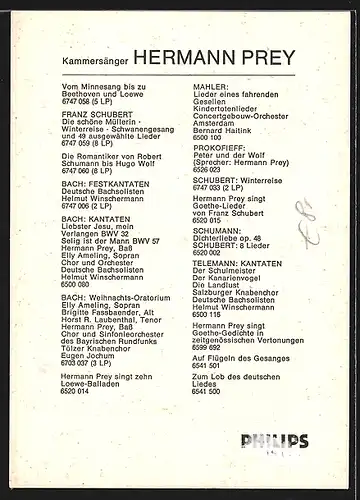 Kammersänger HERMANN PREY
Vom Minnesang bis zu
Beethoven und Loewe
6747 058 (5 LP)
FRANZ SCHUBERT
Die schöne Müllerin ·
Winterreise · Schwanengesang
und 49 ausgewählte Lieder
6747 059 (8 LP)
Die Romantiker von Robert
Schumann bis Hugo Wolf
6747 060 (8 LP)
BACH: FESTKANTATEN
Deutsche Bachsolisten
Helmut Winschermann
6747 006 (2 LP)
BACH: KANTATEN
Liebster Jesu, mein
Verlangen BWV 32
Selig ist der Mann BWV 57
Hermann Prey, Baß
Elly Ameling, Sopran
Chor und Orchester
Deutsche Bachsolisten
Helmut Winschermann
6500 080
BACH: Weihnachts-Oratorium
Elly Ameling, Sopran
Brigitte Fassbaender, Alt
Horst R. Laubenthal, Tenor
Hermann Prey, Baß
Chor und Sinfonieorchester
des Bayrischen Rundfunks
Tölzer Knabenchor
Eugen Jochum
6703 037 (3 LP)
Hermann Prey singt zehn
Loewe-Balladen
6520 014
MAHLER:
Lieder eines fahrenden
Gesellen
Kindertotenlieder
Concertgebouw-Orchester
Amsterdam
Bernard Haitink
6500 100
PROKOFIEFF:
Peter und der Wolf
(Sprecher: Hermann Prey)
6526 023
SCHUBERT: Winterreise
6747 033 (2 LP)
Hermann Prey singt
Goethe-Lieder
von Franz Schubert
6520 015
SCHUMANN:
Dichterliebe op. 48
SCHUBERT: 8 Lieder
6520 002
TELEMANN: KANTATEN
Der Schulmeister
Der Kanarienvogel
Die Landlust
Salzburger Knabenchor
Deutsche Bachsolisten
Helmut Winschermann
6500 116
Hermann Prey singt
Goethe-Gedichte in
zeitgenössischen Vertonungen
6599 692
Auf Flügeln des Gesanges
6541 501
Zum Lob des deutschen
Liedes
6541 500
PHILIPS